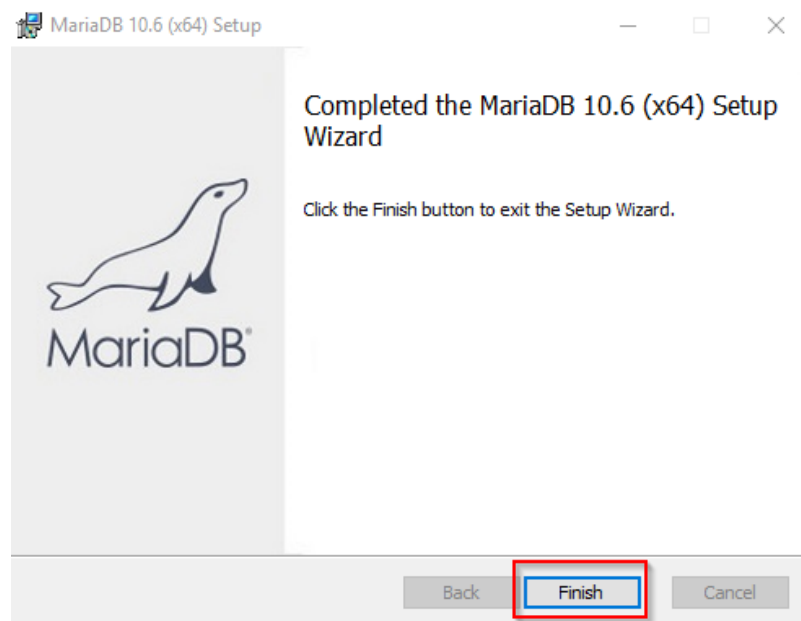 MariaDB 10.6 (x64) Setup
Completed the MariaDB 10.6 (x64) Setup
Wizard
Click the Finish button to exit the Setup Wizard.
MariaDB®
Back
Finish
Cancel